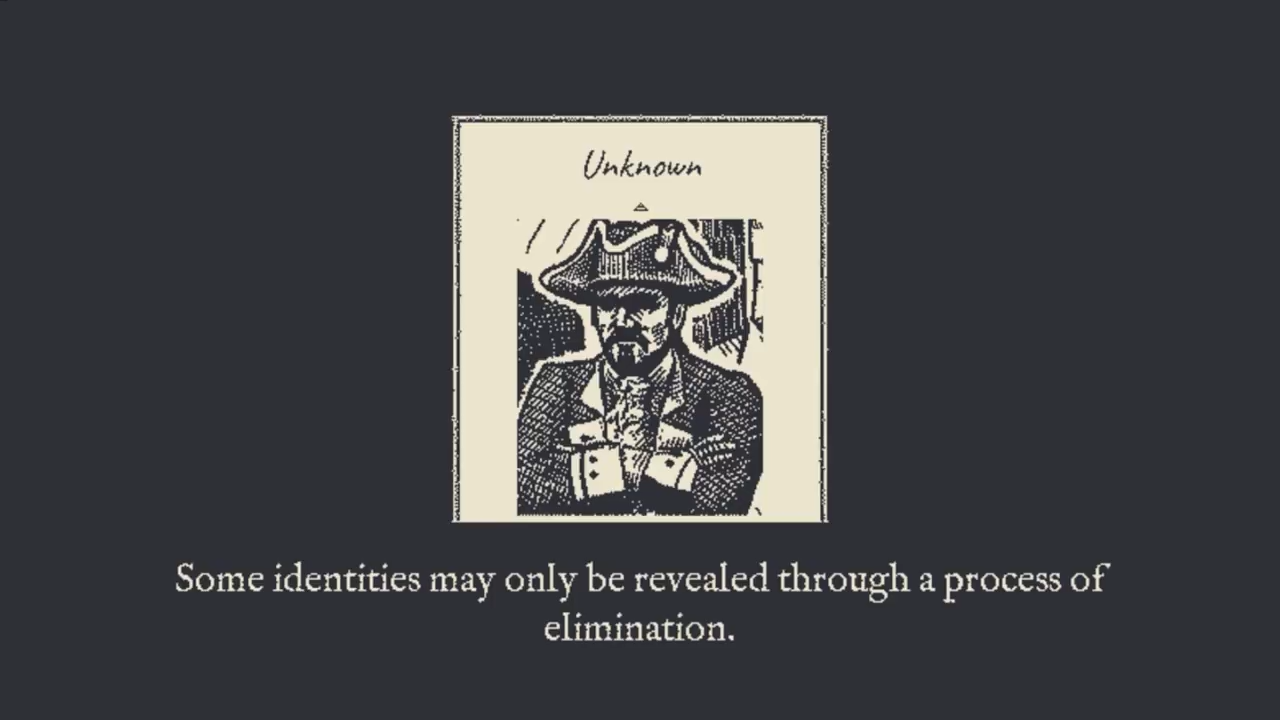 Unknown
Some identities may only be revealed through a process of
elimination.